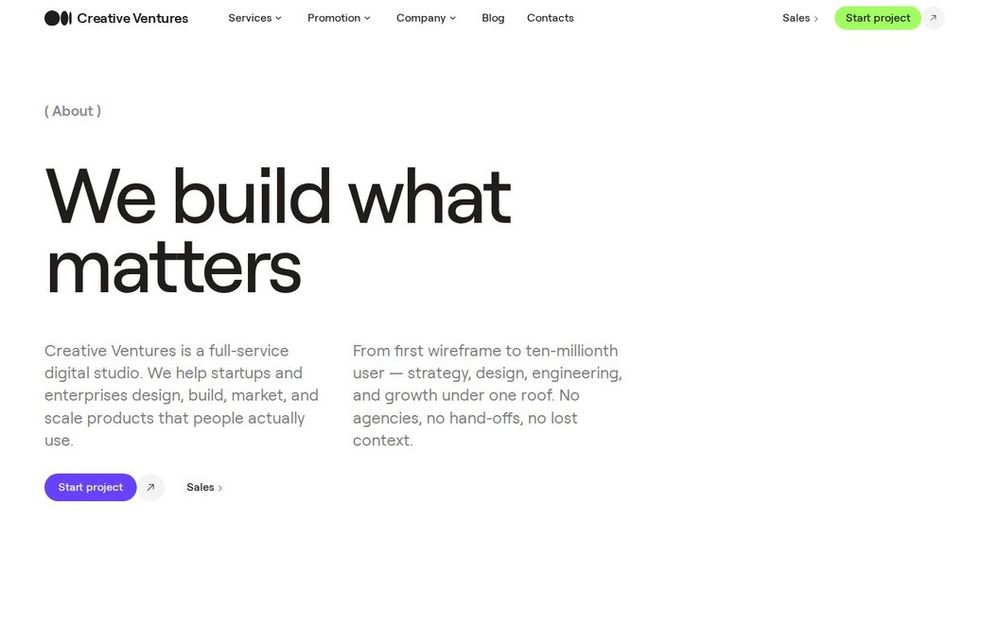 Creative Ventures
Services
Promotion
Company
Blog
Contacts
Sales
Start project
( About )
We build what
matters
Creative Ventures is a full-service
digital studio. We help startups and
enterprises design, build, market, and
scale products that people actually
use.
From first wireframe to ten-millionth
user — strategy, design, engineering,
and growth under one roof. No
agencies, no hand-offs, no lost
context.
Start project
Sales